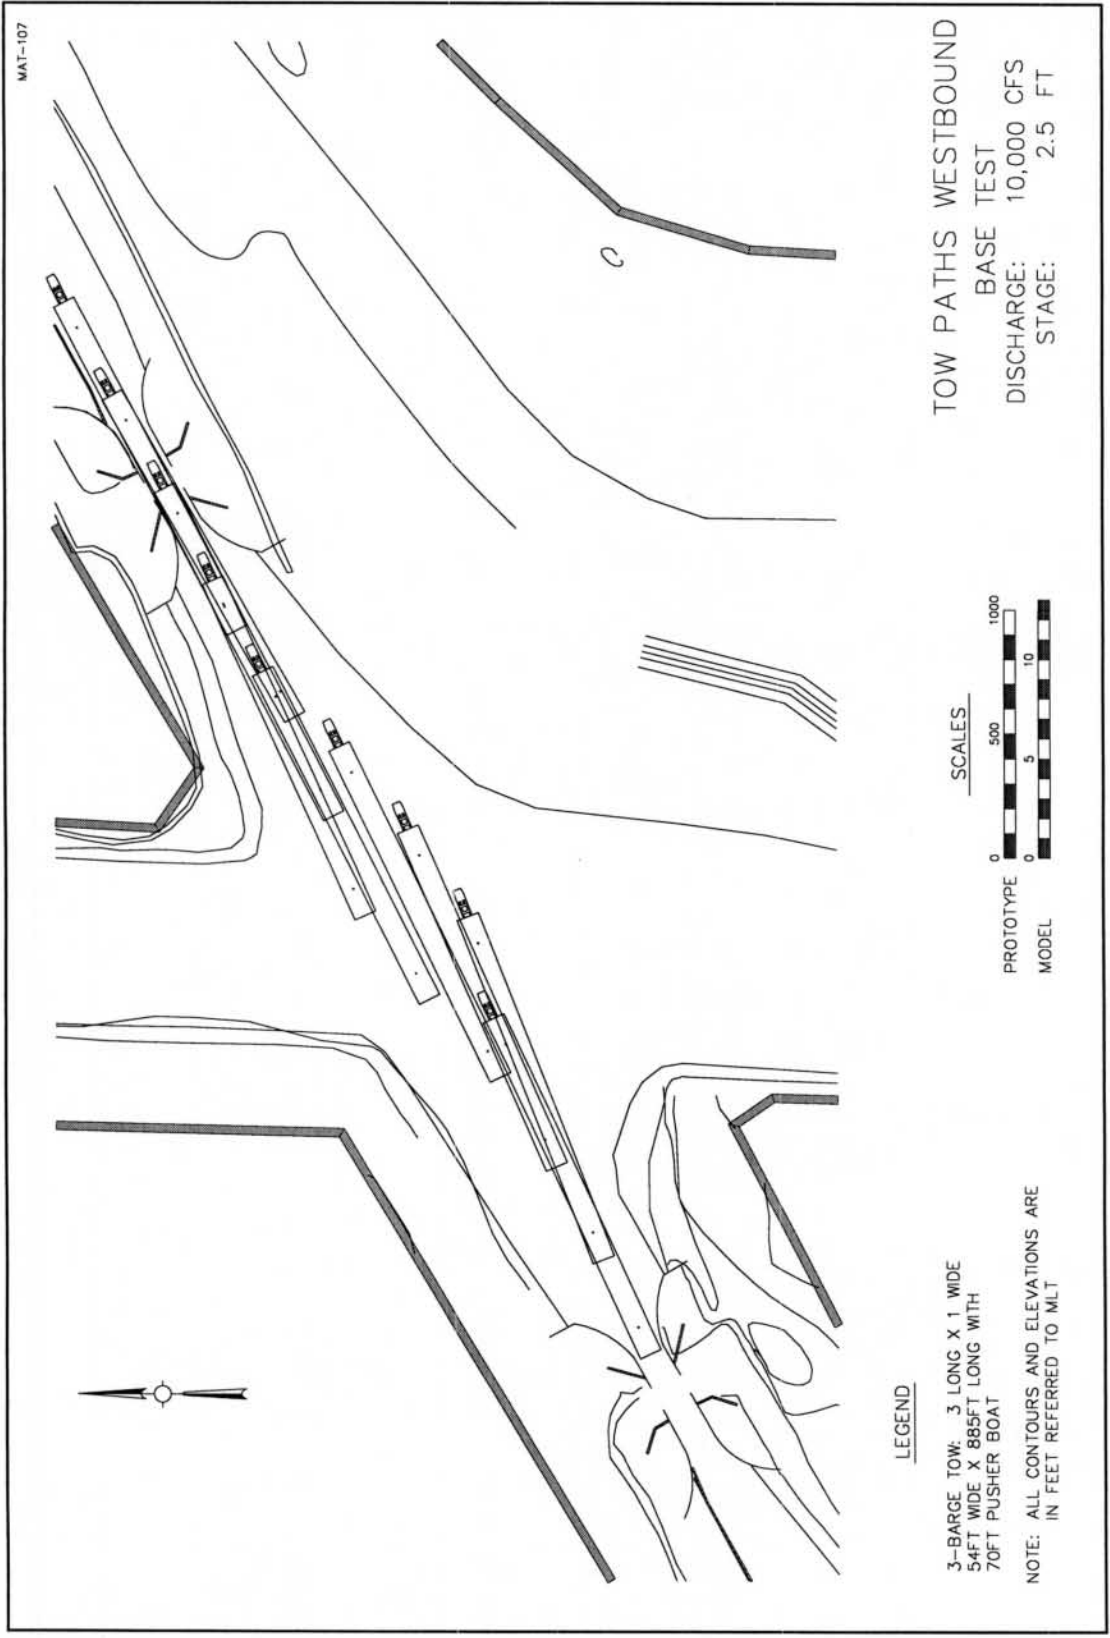 MAT-107
TOW PATHS WESTBOUND
BASE TEST
DISCHARGE: 10,000 CFS
STAGE: 2.5 FT
SCALES
PROTOTYPE 0 500 1000
MODEL 0 5 10
LEGEND
3-BARGE TOW: 3 LONG X 1 WIDE
54FT WIDE X 885FT LONG WITH
70FT PUSHER BOAT
NOTE: ALL CONTOURS AND ELEVATIONS ARE
IN FEET REFERRED TO MLT